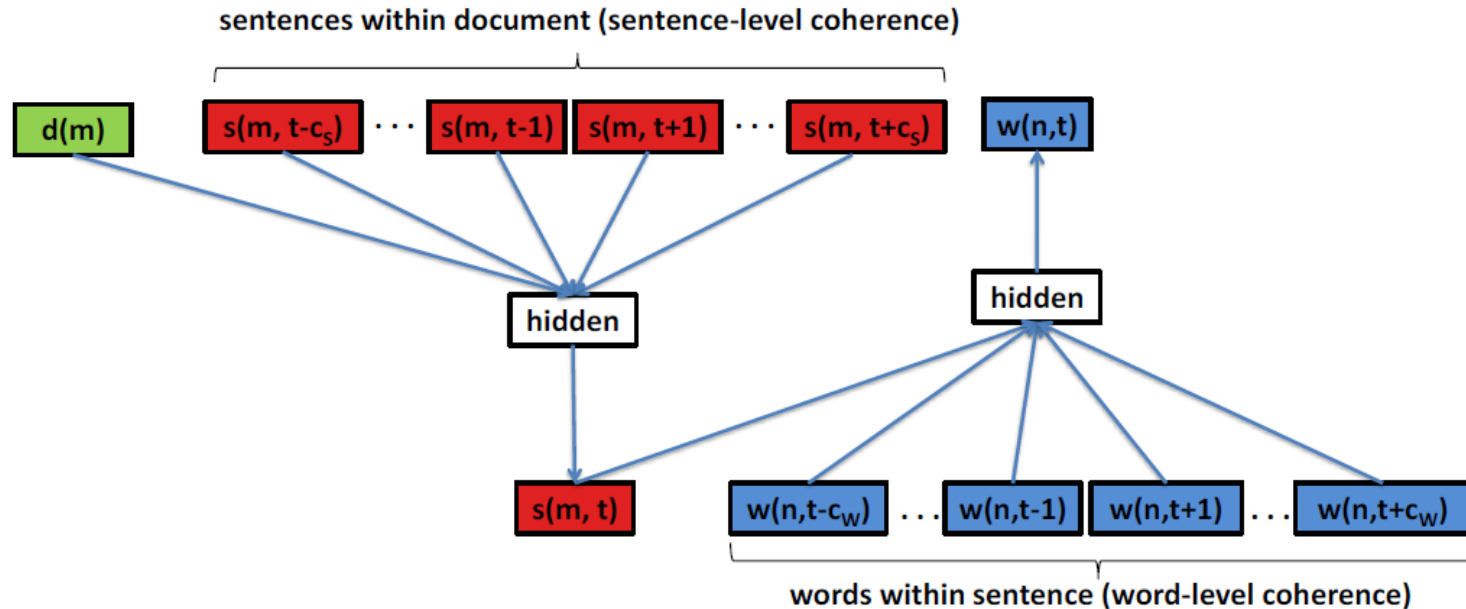 sentences within document (sentence-level coherence)
d(m) s(m, t-cs) ... s(m, t-1) s(m, t+1) ... s(m, t+cs) w(n,t)
hidden
hidden
s(m, t) w(n,t-cw) ... w(n,t-1) w(n,t+1) ... w(n,t+cw)
words within sentence (word-level coherence)